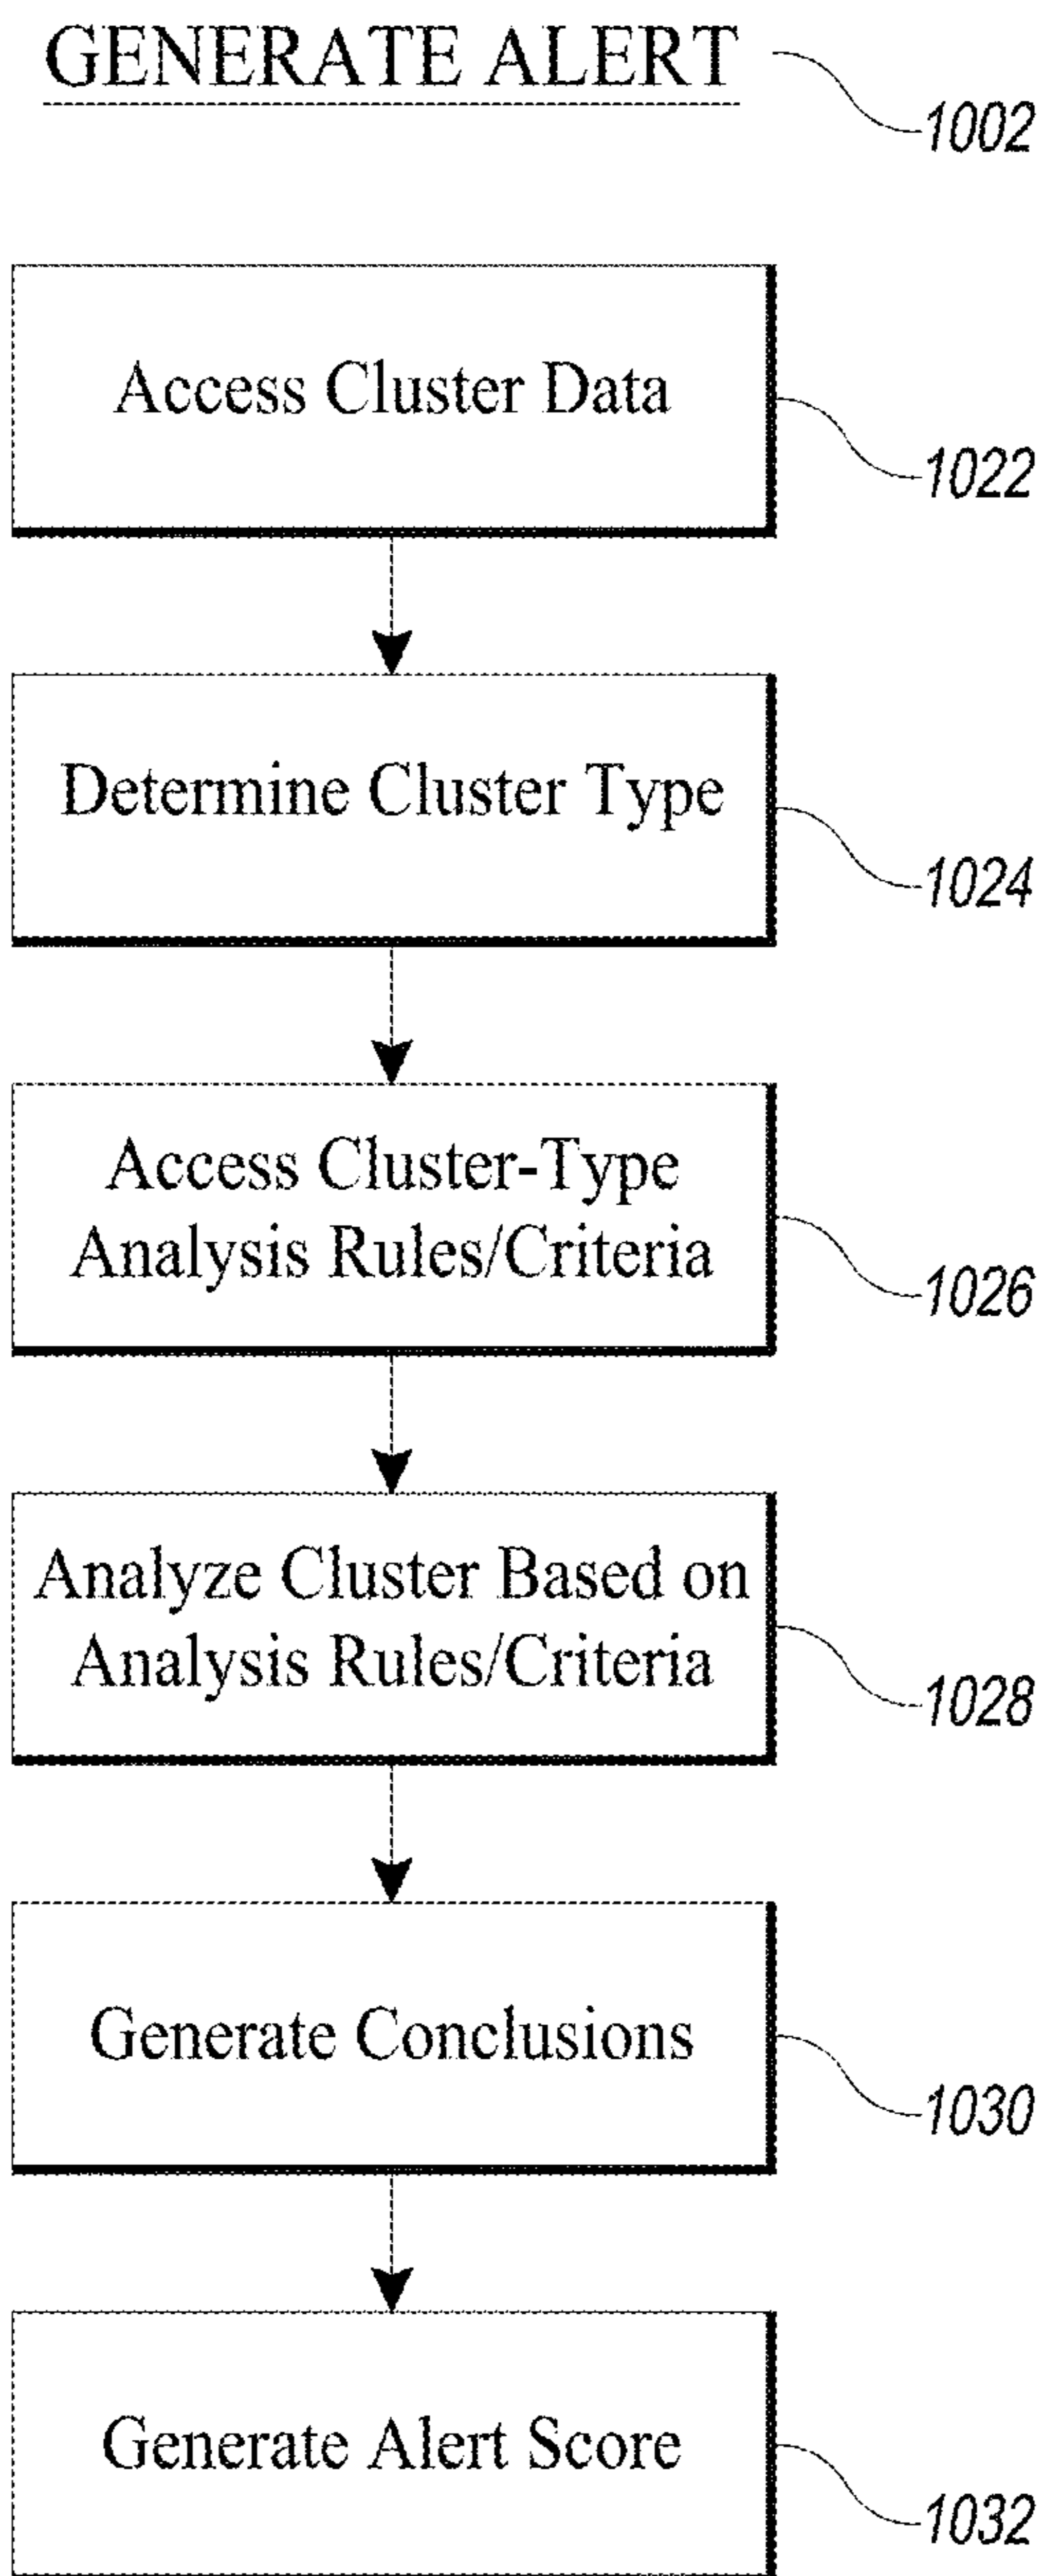 GENERATE ALERT
1002
Access Cluster Data
1022
Determine Cluster Type
1024
Access Cluster-Type
Analysis Rules/Criteria
1026
Analyze Cluster Based on
Analysis Rules/Criteria
1028
Generate Conclusions
1030
Generate Alert Score
1032